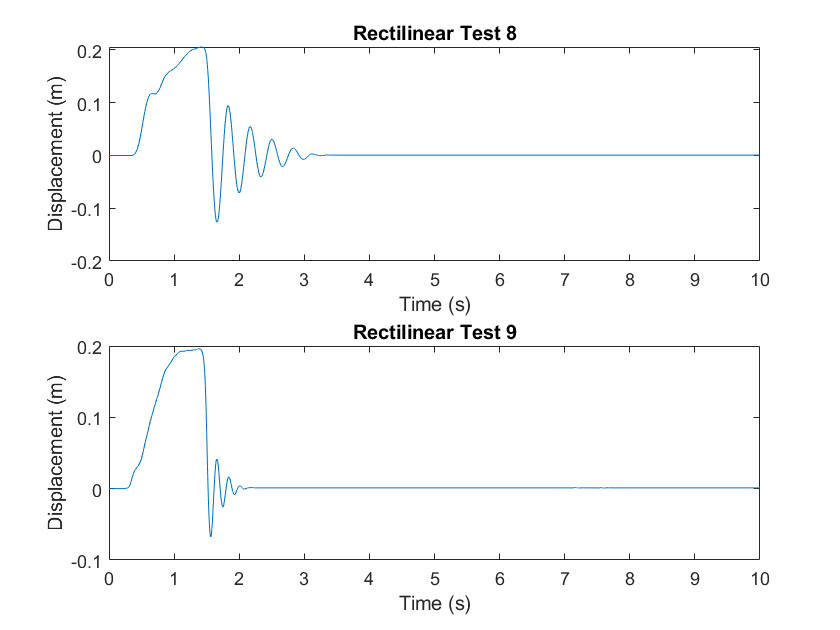 Rectilinear Test 8
Displacement (m)
0.2
0.1
0
-0.1
-0.2
0 1 2 3 4 5 6 7 8 9 10
Time (s)
Rectilinear Test 9
Displacement (m)
0.2
0.1
0
-0.1
0 1 2 3 4 5 6 7 8 9 10
Time (s)